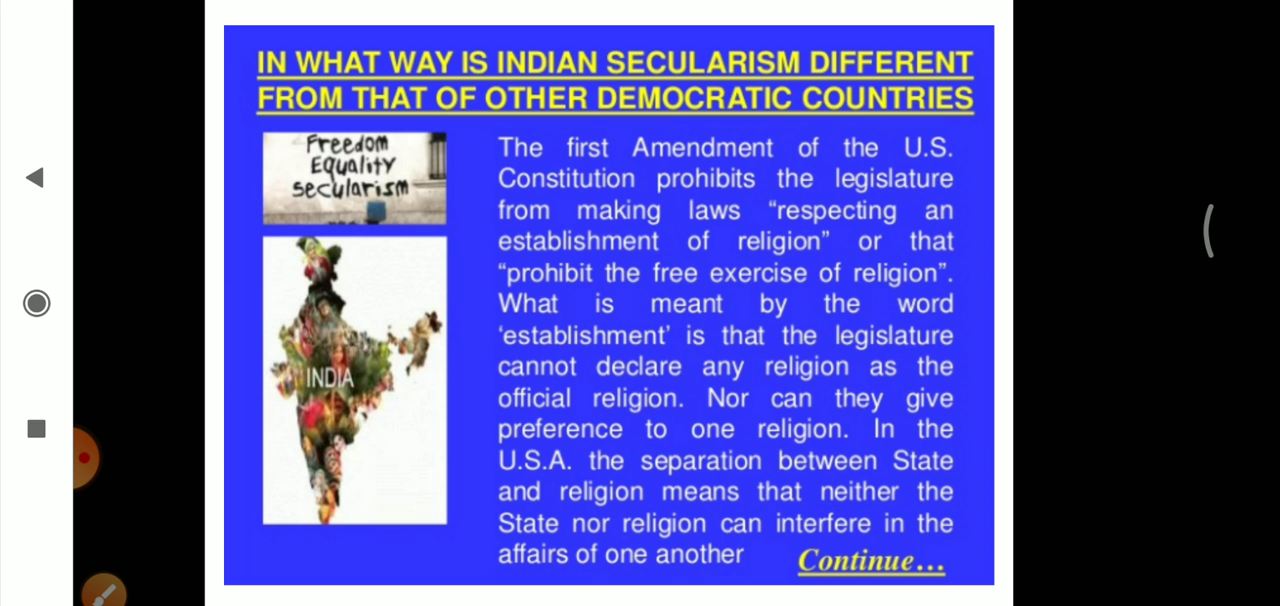 IN WHAT WAY IS INDIAN SECULARISM DIFFERENT
FROM THAT OF OTHER DEMOCRATIC COUNTRIES
Freedom
Equality
secularism
INDIA
The first Amendment of the U.S.
Constitution prohibits the legislature
from making laws “respecting an
establishment of religion” or that
“prohibit the free exercise of religion”.
What is meant by the word
‘establishment’ is that the legislature
cannot declare any religion as the
official religion. Nor can they give
preference to one religion. In the
U.S.A. the separation between State
and religion means that neither the
State nor religion can interfere in the
affairs of one another
Continue...